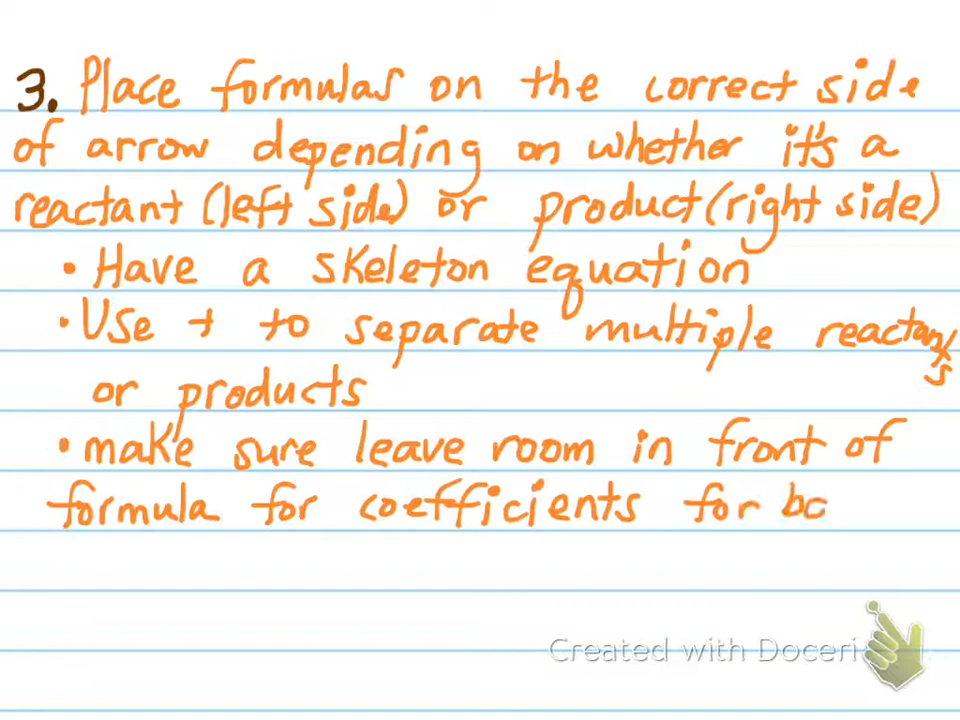 3. Place formulas on the correct side
of arrow depending on whether it's a
reactant (left side) or product (right side)
• Have a skeleton equation
• Use + to separate multiple reactants
or products
• make sure leave room in front of
formula for coefficients for
Created with Doceri